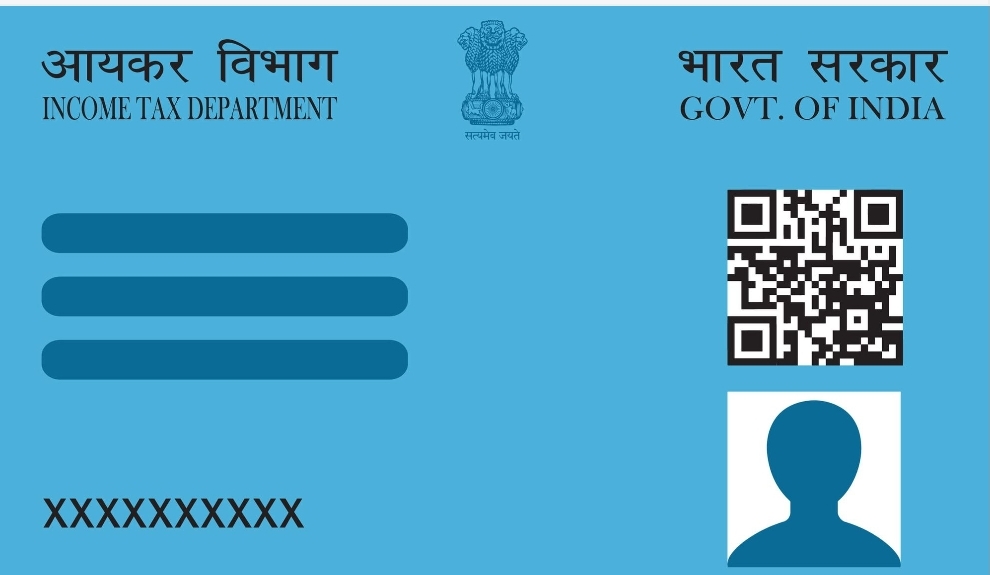 आयकर विभाग
INCOME TAX DEPARTMENT
सत्यमेव जयते
भारत सरकार
GOVT. OF INDIA
XXXXXXXXXX